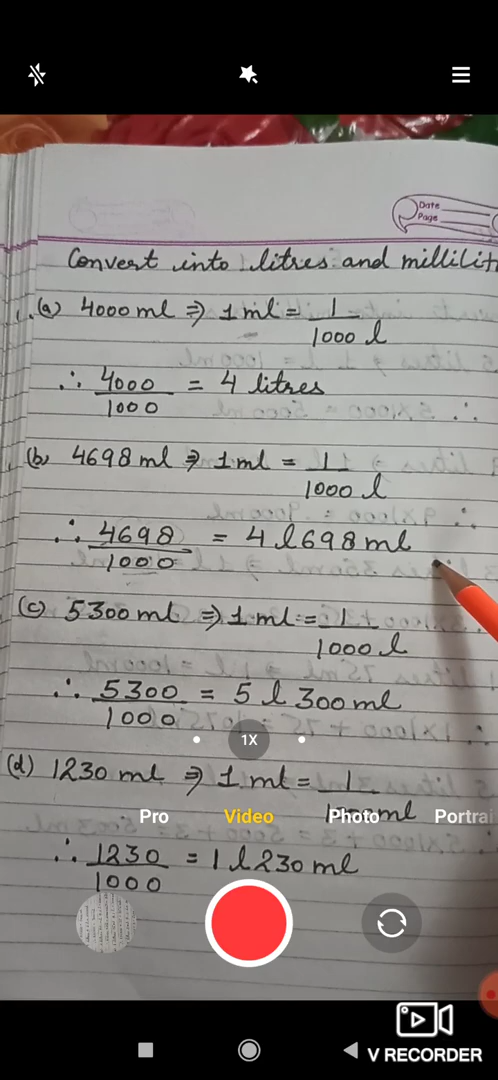 Date
Page
Convert into litres and millilit
1.(a) 4000 ml ⇒ 1 ml = 1/1000 l
∴ 4000/1000 = 4 litres
(b) 4698 ml ⇒ 1 ml = 1/1000 l
∴ 4698/1000 = 4 l 698 ml
(c) 5300 ml ⇒ 1 ml = 1/1000 l
∴ 5300/1000 = 5 l 300 ml
1X
(d) 1230 ml ⇒ 1 ml = 1/1000 ml
Pro Video Photo Portrai
∴ 1230/1000 = 1 l 230 ml
V RECORDER